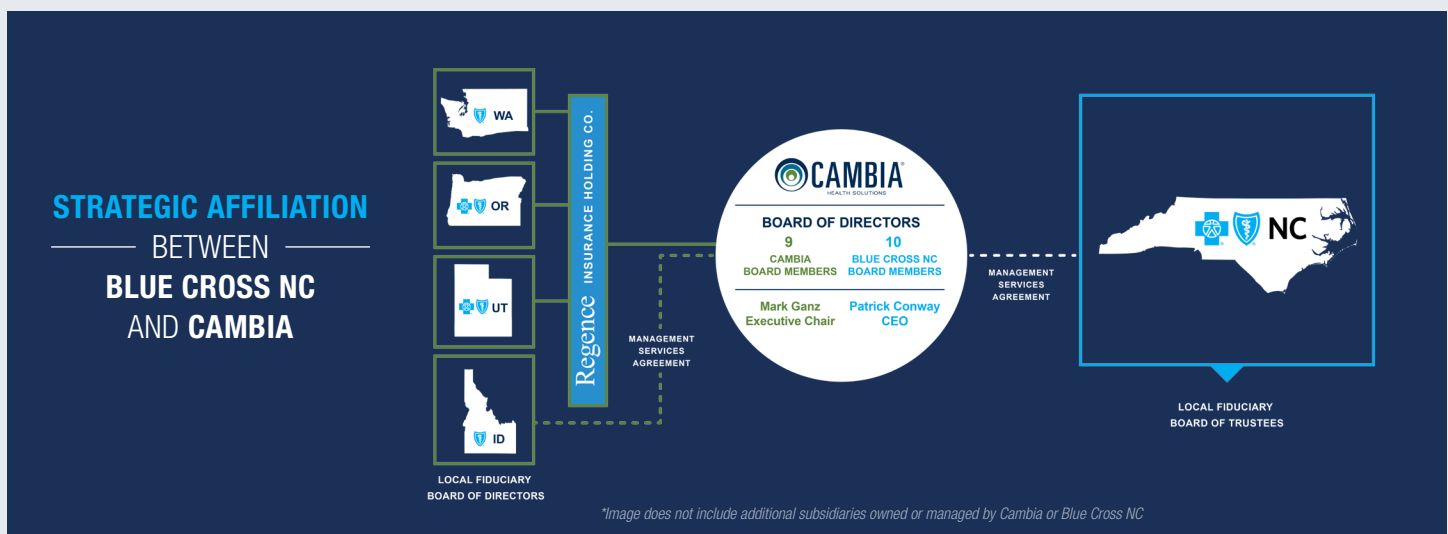 STRATEGIC AFFILIATION
BETWEEN
BLUE CROSS NC
AND CAMBIA
WA
OR
UT
ID
LOCAL FIDUCIARY
BOARD OF DIRECTORS
Regence INSURANCE HOLDING CO.
MANAGEMENT
SERVICES
AGREEMENT
CAMBIA®
HEALTH SOLUTIONS
BOARD OF DIRECTORS
9
CAMBIA
BOARD MEMBERS
10
BLUE CROSS NC
BOARD MEMBERS
Mark Ganz
Executive Chair
Patrick Conway
CEO
MANAGEMENT
SERVICES
AGREEMENT
NC
LOCAL FIDUCIARY
BOARD OF TRUSTEES
*Image does not include additional subsidiaries owned or managed by Cambia or Blue Cross NC